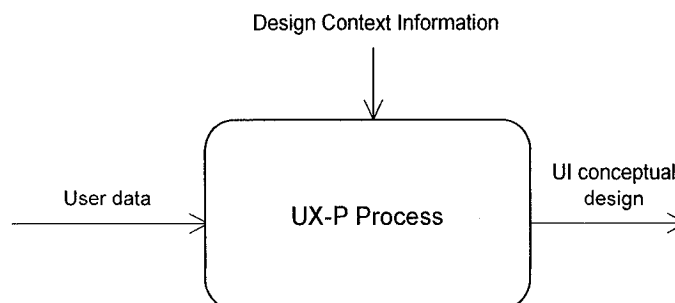 Design Context Information
User data
UX-P Process
UI conceptual
design